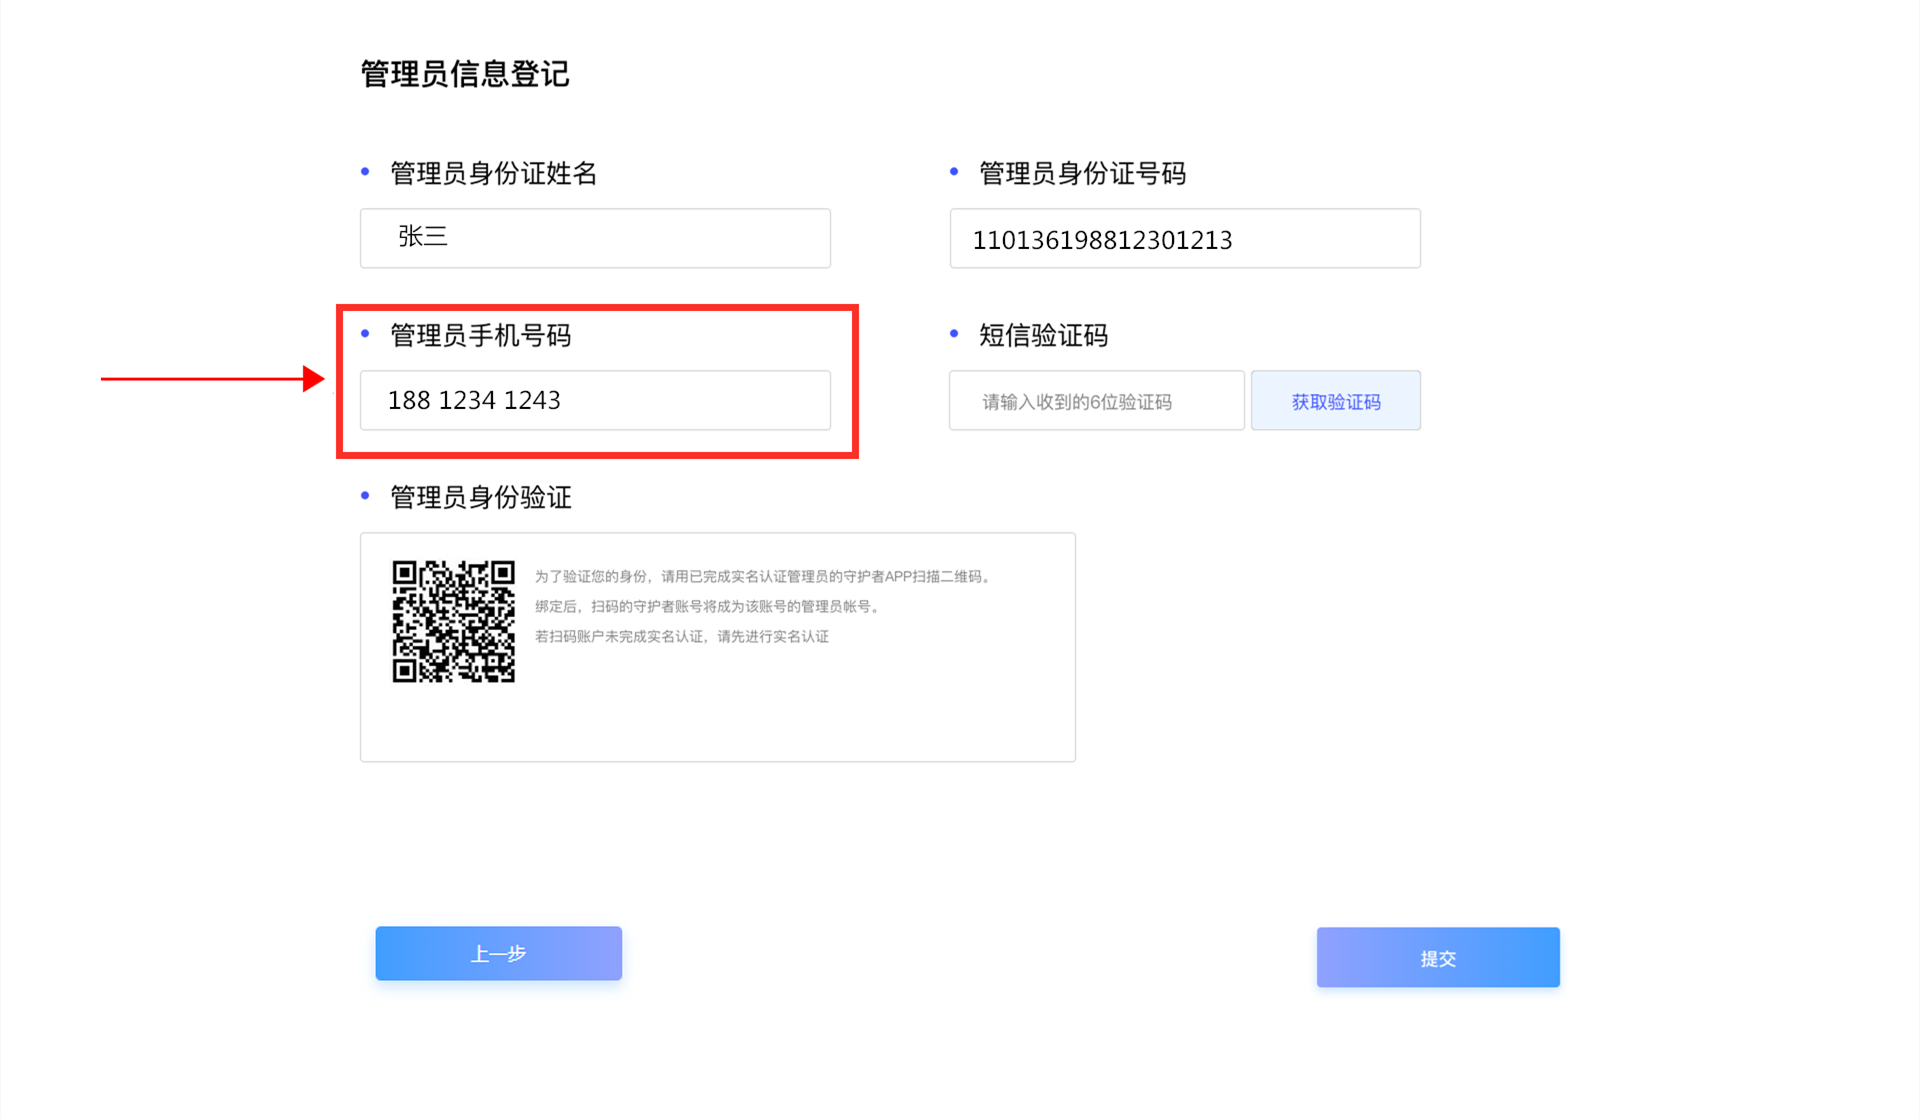 管理员信息登记
管理员身份证姓名
管理员身份证号码
张三
110136198812301213
管理员手机号码
短信验证码
188 1234 1243
请输入收到的6位验证码
获取验证码
管理员身份验证
为了验证您的身份，请用已完成实名认证管理员的守护者APP扫描二维码。
绑定后，扫码的守护者账号将成为该账号的管理员帐号。
若扫码账户未完成实名认证，请先进行实名认证
上一步
提交